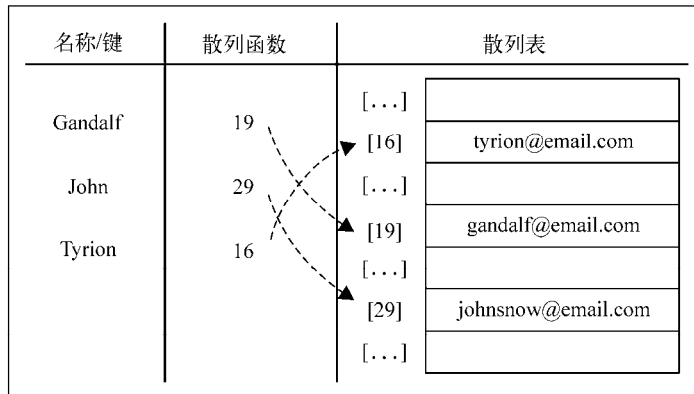 名称/键 散列函数 散列表
[...]
Gandalf 19
[16] tyrion@email.com
John 29 [...]
[19] gandalf@email.com
Tyrion 16
[...]
[29] johnsnow@email.com
[...]